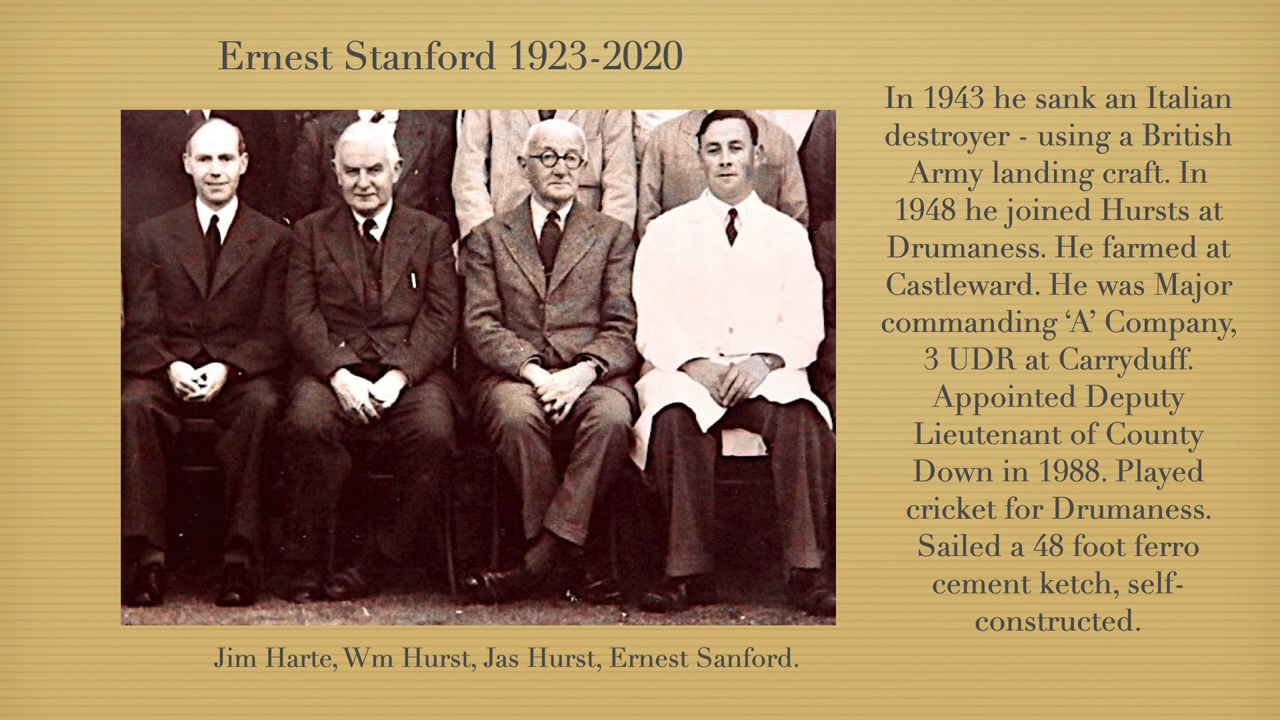 Ernest Stanford 1923-2020
In 1943 he sank an Italian
destroyer - using a British
Army landing craft. In
1948 he joined Hursts at
Drumaness. He farmed at
Castleward. He was Major
commanding ‘A’ Company,
3 UDR at Carryduff.
Appointed Deputy
Lieutenant of County
Down in 1988. Played
cricket for Drumaness.
Sailed a 48 foot ferro
cement ketch, self-
constructed.
Jim Harte, Wm Hurst, Jas Hurst, Ernest Sanford.